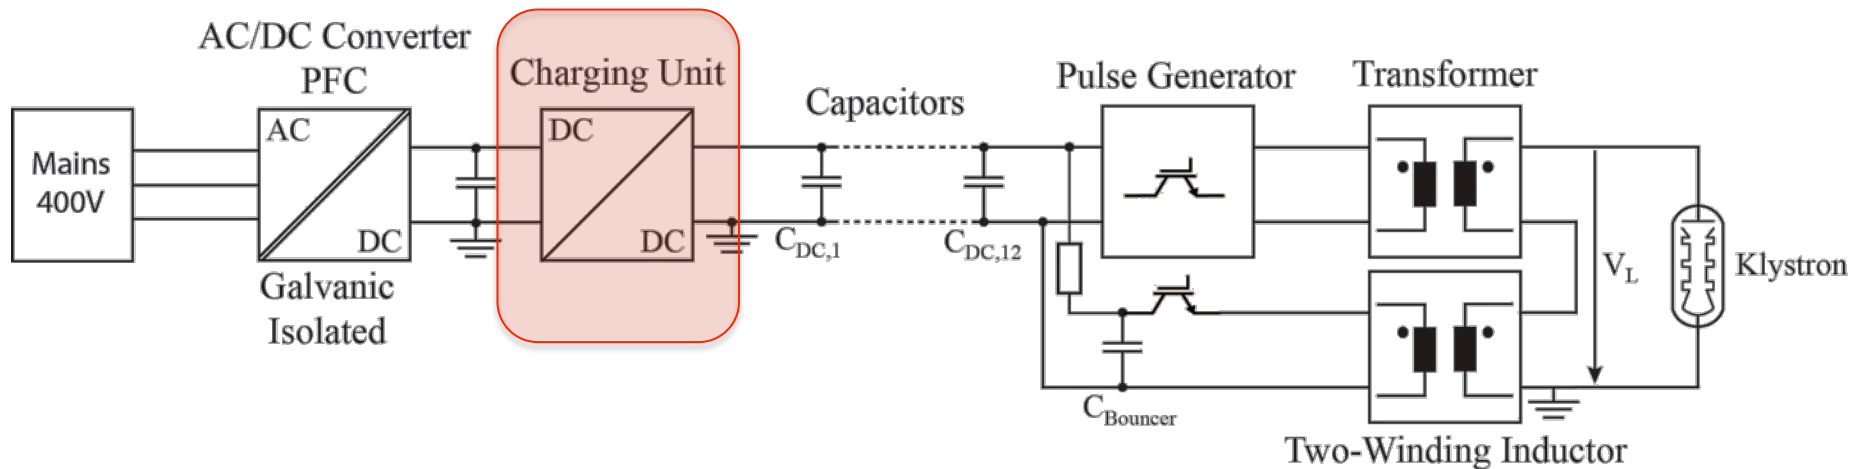 AC/DC Converter
PFC
Charging Unit
Capacitors
Pulse Generator
Transformer
Mains
400V
AC
DC
Galvanic
Isolated
DC
DC
C_DC,1
C_DC,12
C_Bouncer
V_L
Klystron
Two-Winding Inductor